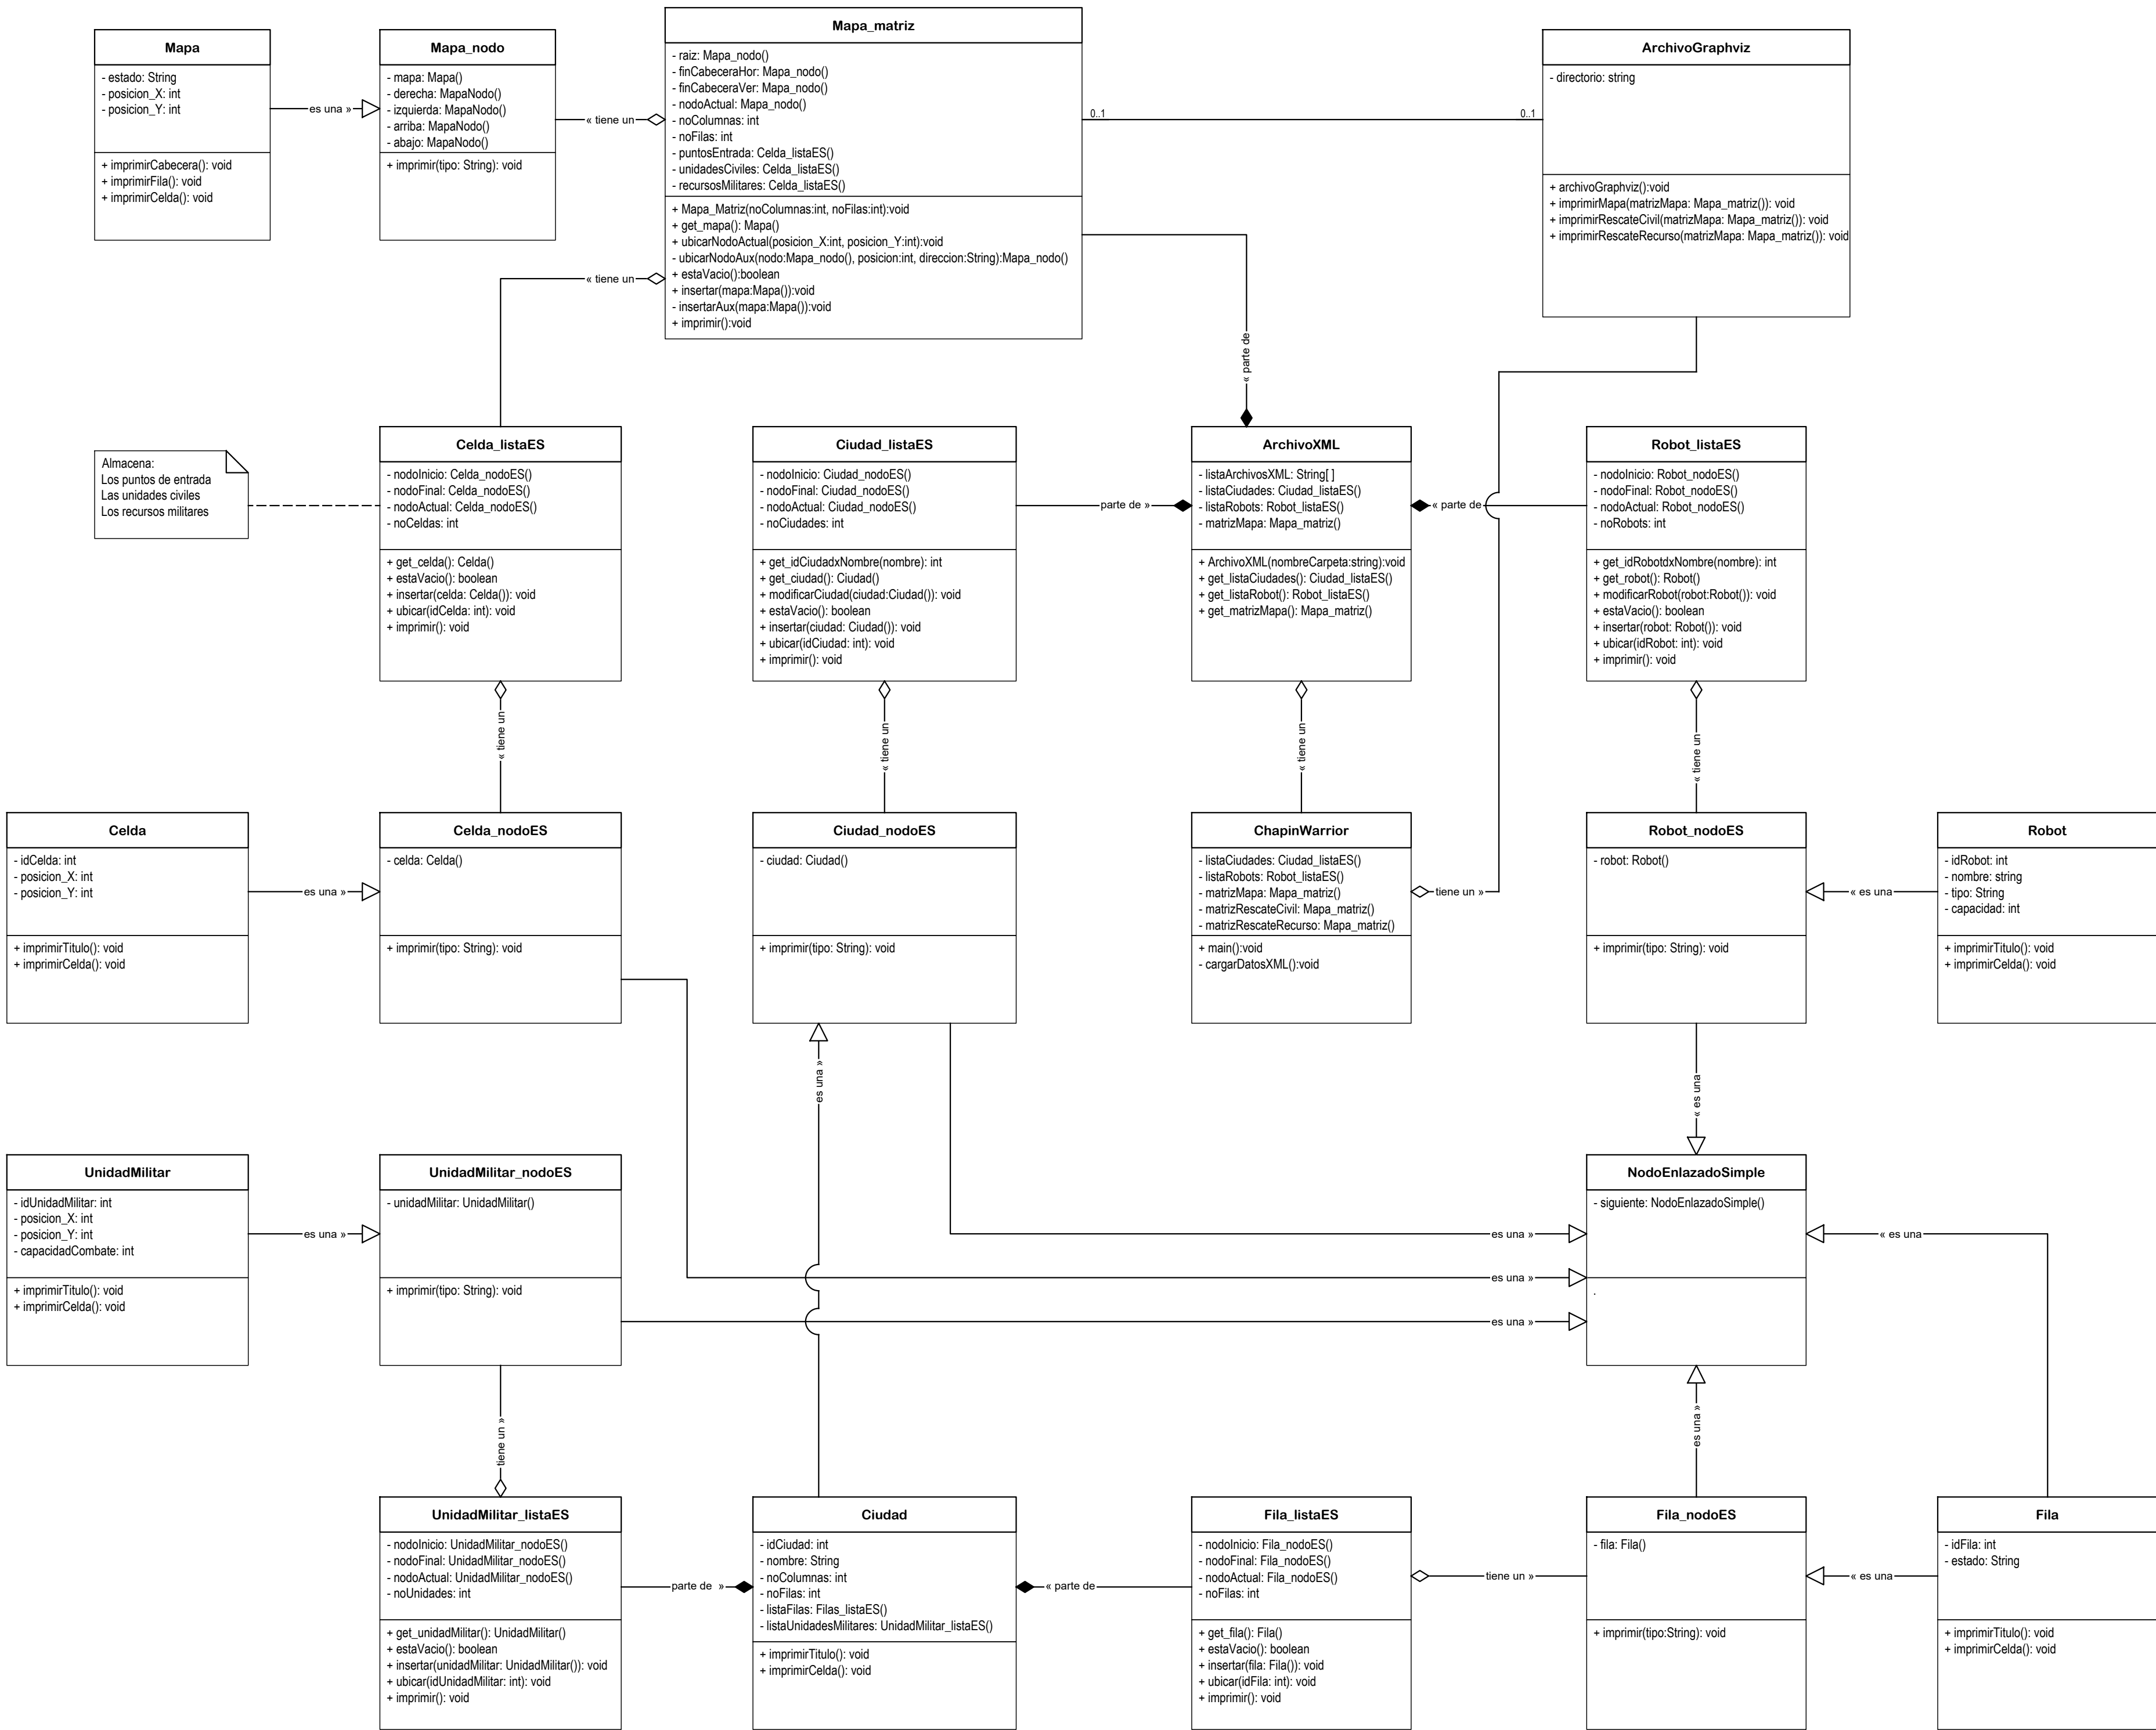 Mapa
- estado: String
- posicion_X: int
- posicion_Y: int
+ imprimirCabecera(): void
+ imprimirFila(): void
+ imprimirCelda(): void
es una »
Mapa_nodo
- mapa: Mapa()
- derecha: MapaNodo()
- izquierda: MapaNodo()
- arriba: MapaNodo()
- abajo: MapaNodo()
+ imprimir(tipo: String): void
« tiene un
Mapa_matriz
- raiz: Mapa_nodo()
- finCabeceraHor: Mapa_nodo()
- finCabeceraVer: Mapa_nodo()
- nodoActual: Mapa_nodo()
- noColumnas: int
- noFilas: int
- puntosEntrada: Celda_listaES()
- unidadesCiviles: Celda_listaES()
- recursosMilitares: Celda_listaES()
+ Mapa_Matriz(noColumnas:int, noFilas:int):void
+ get_mapa(): Mapa()
+ ubicarNodoActual(posicion_X:int, posicion_Y:int):void
- ubicarNodoAux(nodo:Mapa_nodo(), posicion:int, direccion:String):Mapa_nodo()
+ estaVacio():boolean
+ insertar(mapa:Mapa()):void
- insertarAux(mapa:Mapa()):void
+ imprimir():void
0..1
0..1
ArchivoGraphviz
- directorio: string
+ archivoGraphviz():void
+ imprimirMapa(matrizMapa: Mapa_matriz()): void
+ imprimirRescateCivil(matrizMapa: Mapa_matriz()): void
+ imprimirRescateRecurso(matrizMapa: Mapa_matriz()): void
« tiene un
« parte de
Almacena:
Los puntos de entrada
Las unidades civiles
Los recursos militares
Celda_listaES
- nodoInicio: Celda_nodoES()
- nodoFinal: Celda_nodoES()
- nodoActual: Celda_nodoES()
- noCeldas: int
+ get_celda(): Celda()
+ estaVacio(): boolean
+ insertar(celda: Celda()): void
+ ubicar(idCelda: int): void
+ imprimir(): void
Ciudad_listaES
- nodoInicio: Ciudad_nodoES()
- nodoFinal: Ciudad_nodoES()
- nodoActual: Ciudad_nodoES()
- noCiudades: int
+ get_idCiudadxNombre(nombre): int
+ get_ciudad(): Ciudad()
+ modificarCiudad(ciudad:Ciudad()): void
+ estaVacio(): boolean
+ insertar(ciudad: Ciudad()): void
+ ubicar(idCiudad: int): void
+ imprimir(): void
parte de »
ArchivoXML
- listaArchivosXML: String[ ]
- listaCiudades: Ciudad_listaES()
- listaRobots: Robot_listaES()
- matrizMapa: Mapa_matriz()
+ ArchivoXML(nombreCarpeta:string):void
+ get_listaCiudades(): Ciudad_listaES()
+ get_listaRobot(): Robot_listaES()
+ get_matrizMapa(): Mapa_matriz()
« parte de
Robot_listaES
- nodoInicio: Robot_nodoES()
- nodoFinal: Robot_nodoES()
- nodoActual: Robot_nodoES()
- noRobots: int
+ get_idRobotdxNombre(nombre): int
+ get_robot(): Robot()
+ modificarRobot(robot:Robot()): void
+ estaVacio(): boolean
+ insertar(robot: Robot()): void
+ ubicar(idRobot: int): void
+ imprimir(): void
« tiene un
« tiene un
« tiene un
« tiene un
Celda
- idCelda: int
- posicion_X: int
- posicion_Y: int
+ imprimirTitulo(): void
+ imprimirCelda(): void
es una »
Celda_nodoES
- celda: Celda()
+ imprimir(tipo: String): void
Ciudad_nodoES
- ciudad: Ciudad()
+ imprimir(tipo: String): void
ChapinWarrior
- listaCiudades: Ciudad_listaES()
- listaRobots: Robot_listaES()
- matrizMapa: Mapa_matriz()
- matrizRescateCivil: Mapa_matriz()
- matrizRescateRecurso: Mapa_matriz()
+ main():void
- cargarDatosXML():void
tiene un »
Robot_nodoES
- robot: Robot()
+ imprimir(tipo: String): void
« es una
Robot
- idRobot: int
- nombre: string
- tipo: String
- capacidad: int
+ imprimirTitulo(): void
+ imprimirCelda(): void
es una »
« es una
UnidadMilitar
- idUnidadMilitar: int
- posicion_X: int
- posicion_Y: int
- capacidadCombate: int
+ imprimirTitulo(): void
+ imprimirCelda(): void
es una »
UnidadMilitar_nodoES
- unidadMilitar: UnidadMilitar()
+ imprimir(tipo: String): void
es una »
es una »
es una »
NodoEnlazadoSimple
- siguiente: NodoEnlazadoSimple()
.
« es una
tiene un »
es una »
UnidadMilitar_listaES
- nodoInicio: UnidadMilitar_nodoES()
- nodoFinal: UnidadMilitar_nodoES()
- nodoActual: UnidadMilitar_nodoES()
- noUnidades: int
+ get_unidadMilitar(): UnidadMilitar()
+ estaVacio(): boolean
+ insertar(unidadMilitar: UnidadMilitar()): void
+ ubicar(idUnidadMilitar: int): void
+ imprimir(): void
parte de »
Ciudad
- idCiudad: int
- nombre: String
- noColumnas: int
- noFilas: int
- listaFilas: Filas_listaES()
- listaUnidadesMilitares: UnidadMilitar_listaES()
+ imprimirTitulo(): void
+ imprimirCelda(): void
« parte de
Fila_listaES
- nodoInicio: Fila_nodoES()
- nodoFinal: Fila_nodoES()
- nodoActual: Fila_nodoES()
- noFilas: int
+ get_fila(): Fila()
+ estaVacio(): boolean
+ insertar(fila: Fila()): void
+ ubicar(idFila: int): void
+ imprimir(): void
tiene un »
Fila_nodoES
- fila: Fila()
+ imprimir(tipo:String): void
« es una
Fila
- idFila: int
- estado: String
+ imprimirTitulo(): void
+ imprimirCelda(): void